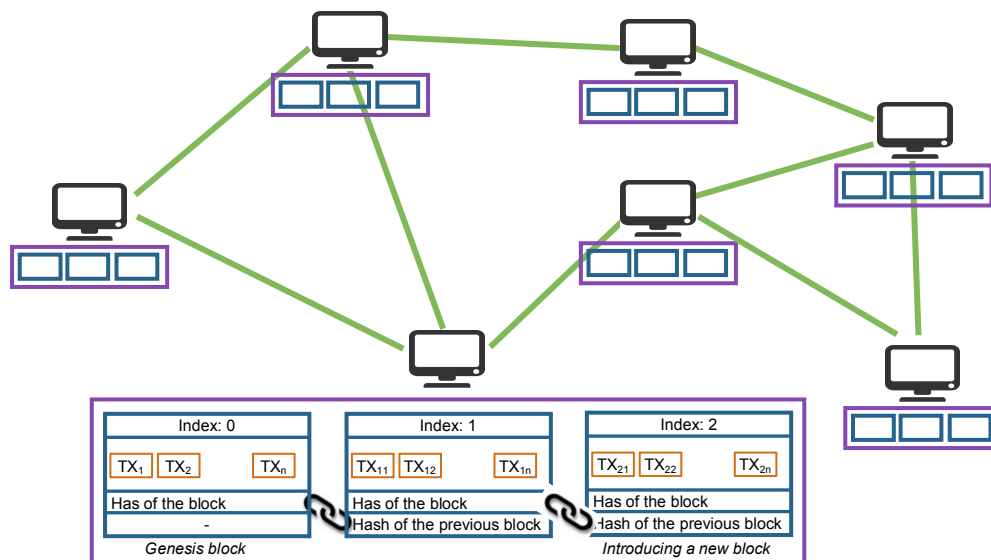 Index: 0
Index: 1
Index: 2
TX1 TX2 TXn
TX11 TX12 TX1n
TX21 TX22 TX2n
Has of the block
Has of the block
Has of the block
-
Hash of the previous block
Hash of the previous block
Genesis block
Introducing a new block